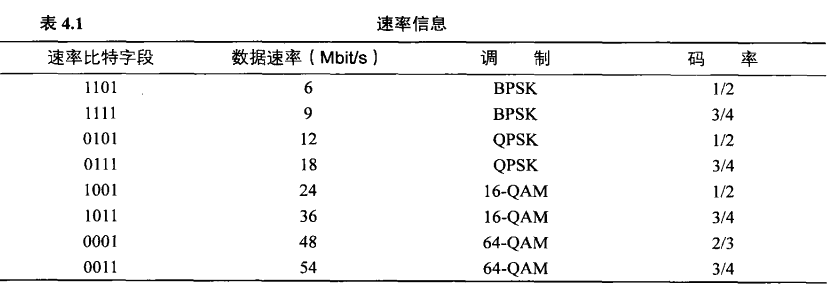 表 4.1 速率信息
速率比特字段 数据速率（Mbit/s） 调 制 码 率
1101 6 BPSK 1/2
1111 9 BPSK 3/4
0101 12 QPSK 1/2
0111 18 QPSK 3/4
1001 24 16-QAM 1/2
1011 36 16-QAM 3/4
0001 48 64-QAM 2/3
0011 54 64-QAM 3/4